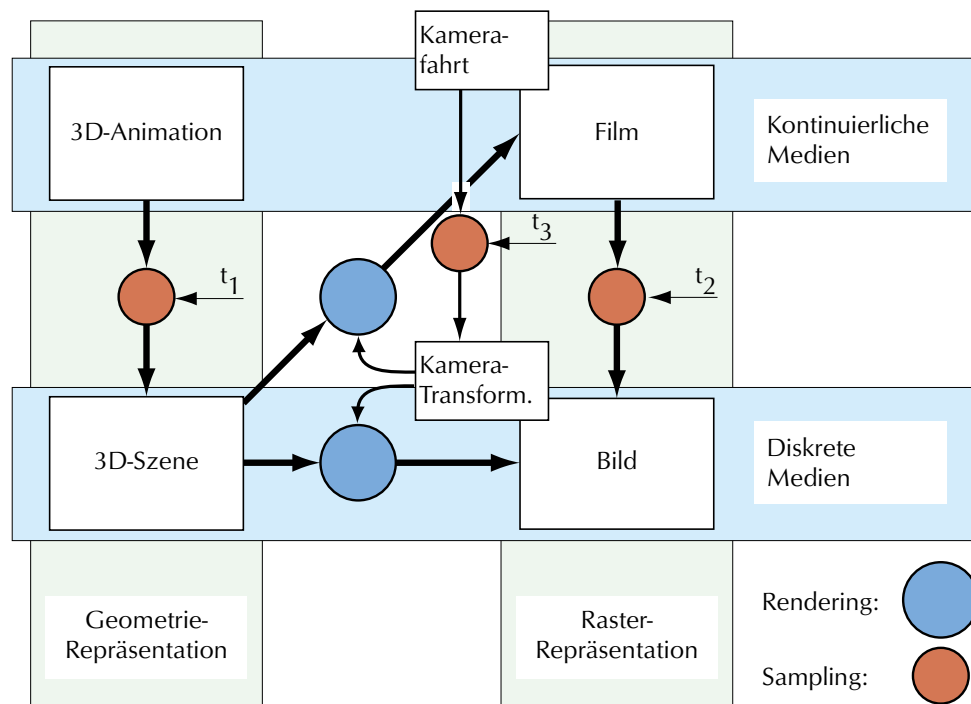 Kamera-
fahrt
3D-Animation
Film
Kontinuierliche
Medien
t1
t3
t2
Kamera-
Transform.
3D-Szene
Bild
Diskrete
Medien
Geometrie-
Repräsentation
Raster-
Repräsentation
Rendering:
Sampling: